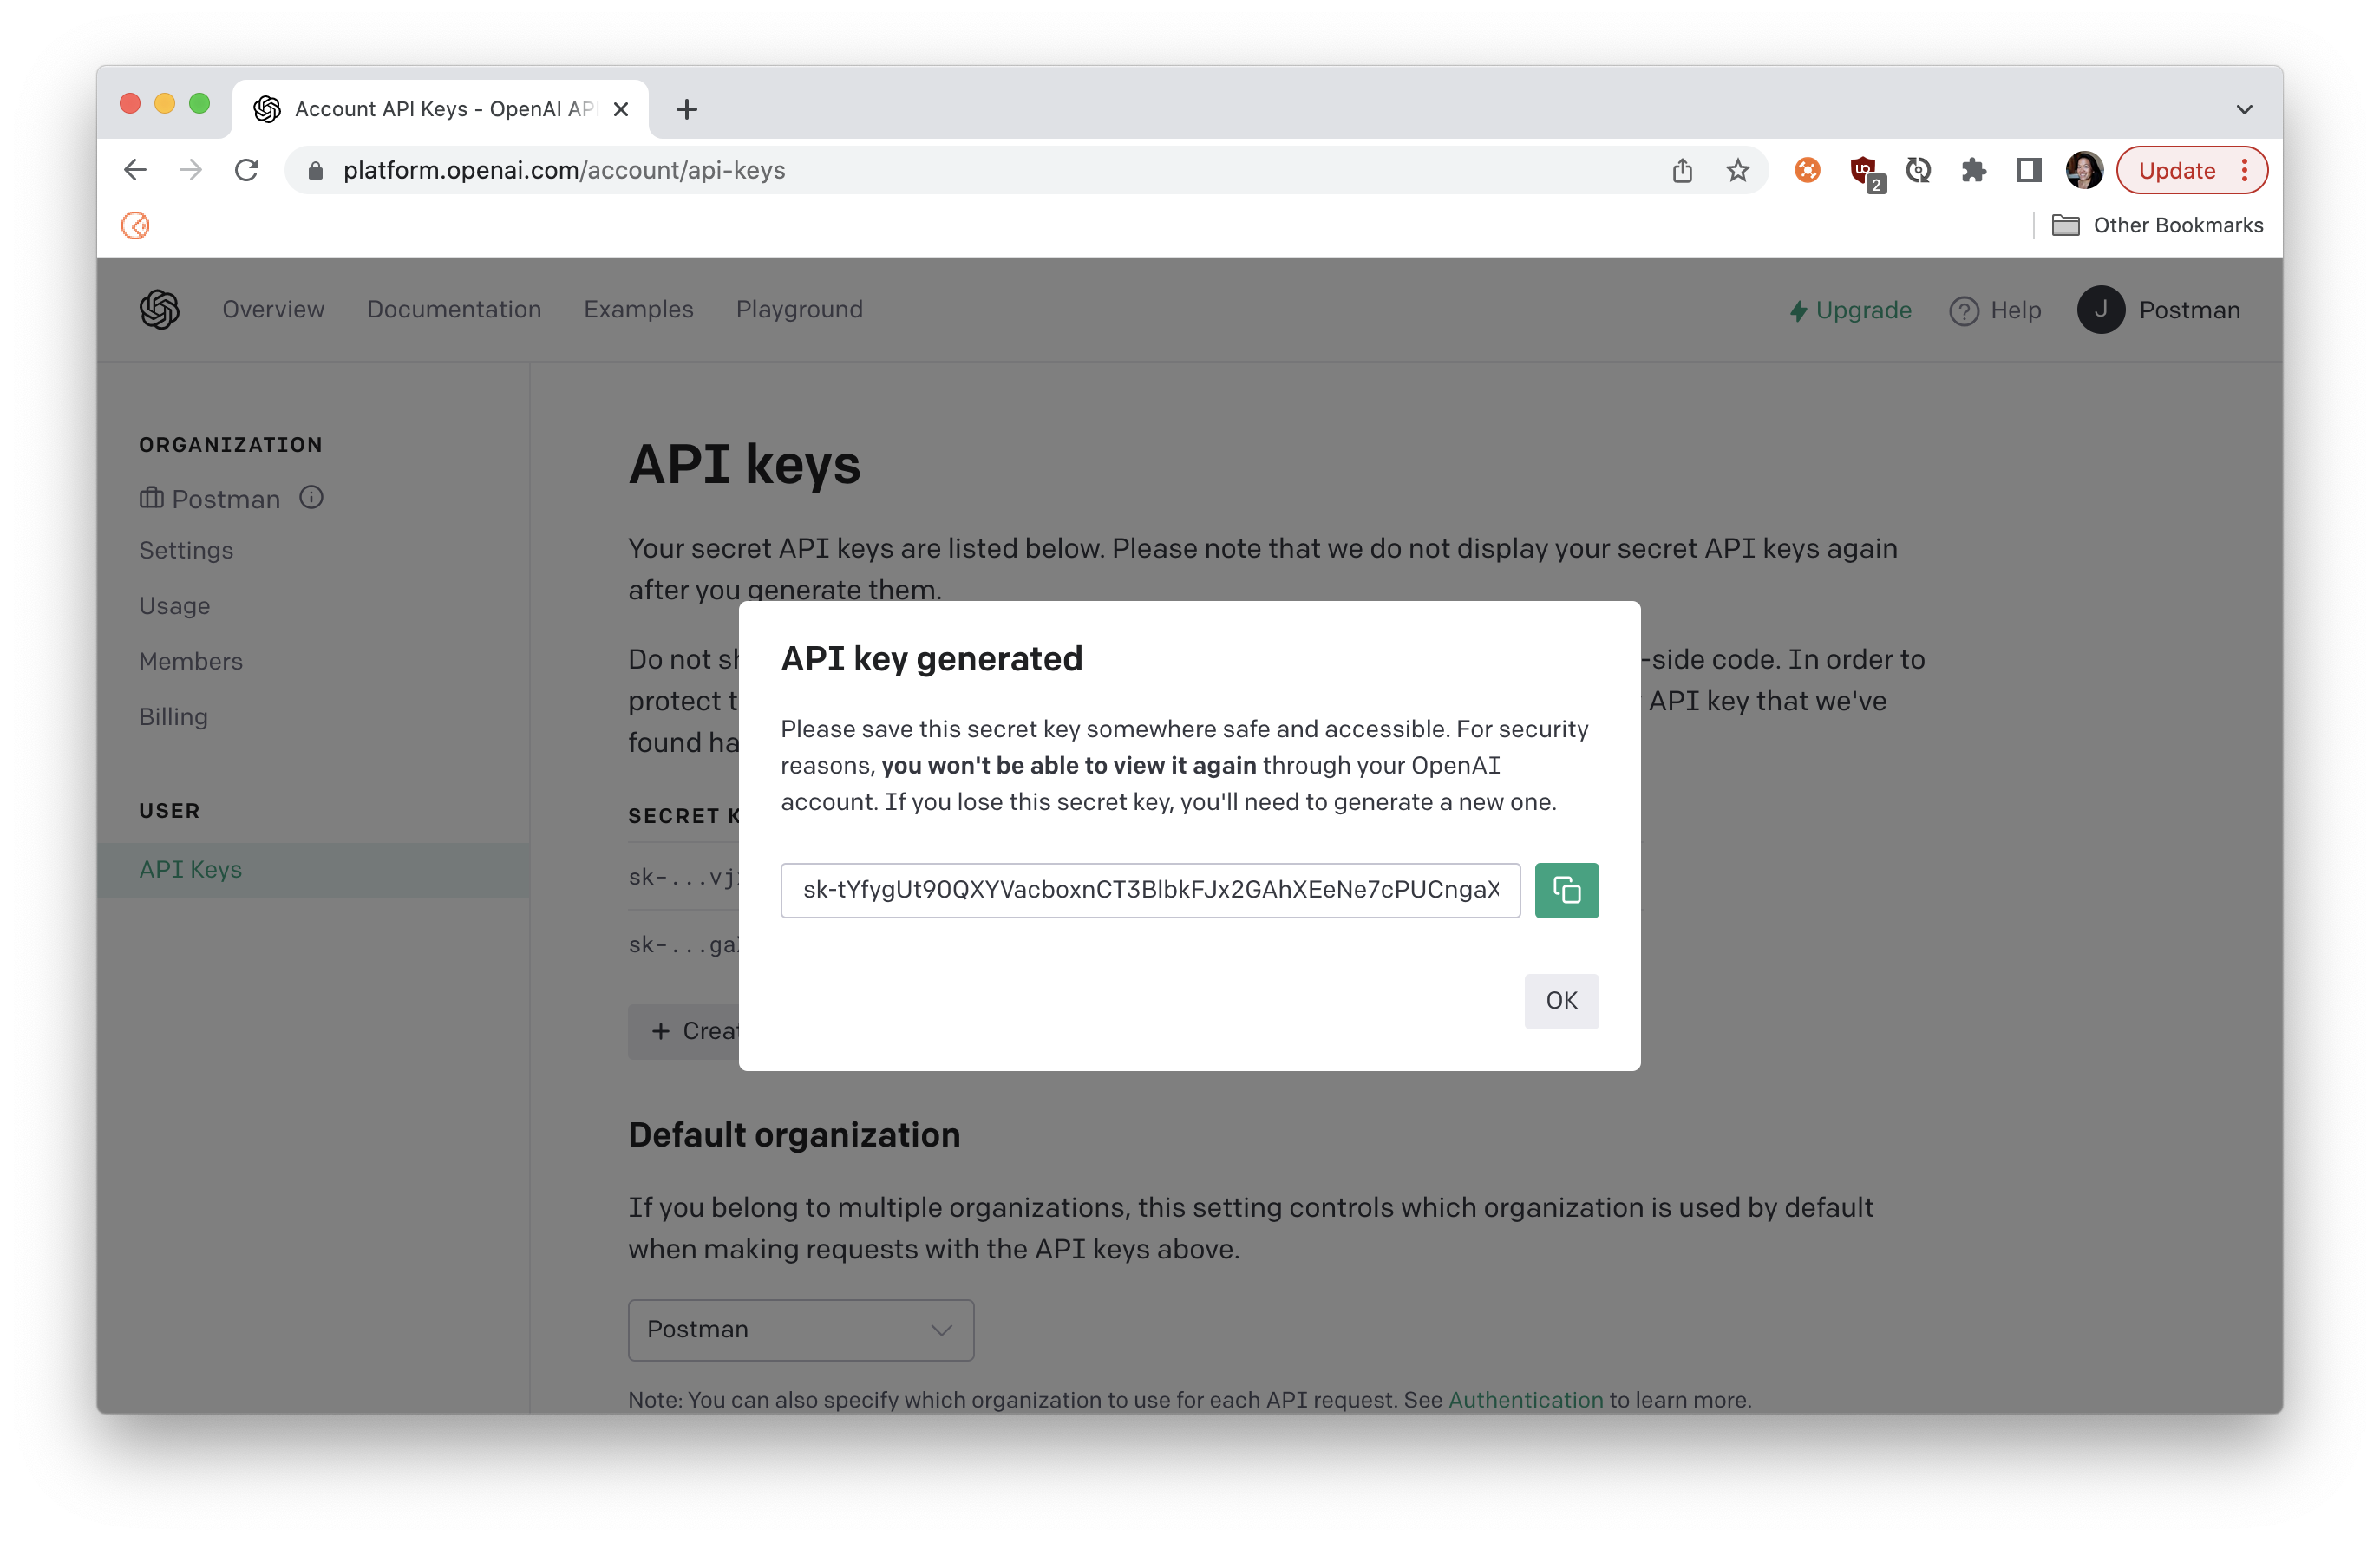 Account API Keys - OpenAI API
platform.openai.com/account/api-keys
2
Update
Other Bookmarks
Overview Documentation Examples Playground
Upgrade Help J Postman
ORGANIZATION
Postman
Settings
Usage
Members
Billing
USER
API Keys
API keys
Your secret API keys are listed below. Please note that we do not display your secret API keys again
after you generate them.
Do not -side code. In order to
protect API key that we've
found
SECRET
sk-...vj
sk-...ga
+
API key generated
Please save this secret key somewhere safe and accessible. For security
reasons, you won't be able to view it again through your OpenAI
account. If you lose this secret key, you'll need to generate a new one.
sk-tYfygUt90QXYVacboxnCT3BlbkFJx2GAhXEeNe7cPUCngaX
OK
Default organization
If you belong to multiple organizations, this setting controls which organization is used by default
when making requests with the API keys above.
Postman
Note: You can also specify which organization to use for each API request. See Authentication to learn more.